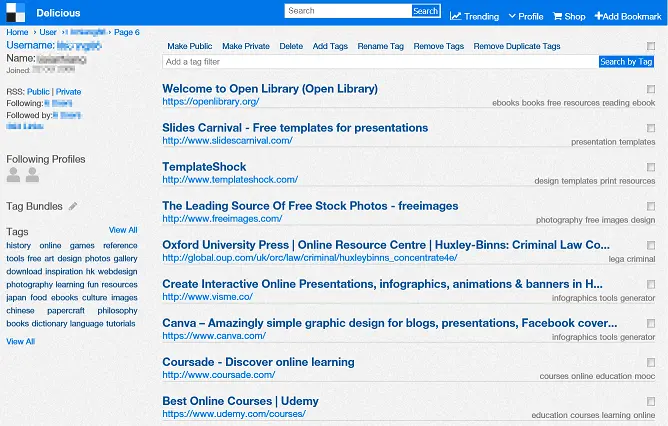 Delicious
Search
Search
Trending
Profile
Shop
Add Bookmark
Home › User › › Page 6
Username:
Name:
Joined:
RSS: Public | Private
Following:
Followed by:
Following Profiles
Tag Bundles
Tags View All
history online games reference
tools free art design photos gallery
download inspiration hk webdesign
photography learning fun resources
japan food ebooks culture images
chinese papercraft philosophy
books dictionary language tutorials
View All
Make Public Make Private Delete Add Tags Rename Tag Remove Tags Remove Duplicate Tags
Add a tag filter Search by Tag
Welcome to Open Library (Open Library)
https://openlibrary.org/
ebooks books free resources reading ebook
Slides Carnival - Free templates for presentations
http://www.slidescarnival.com/
presentation templates
TemplateShock
http://www.templateshock.com/
design templates print resources
The Leading Source Of Free Stock Photos - freeimages
http://www.freeimages.com/
photography free images design
Oxford University Press | Online Resource Centre | Huxley-Binns: Criminal Law Co...
http://global.oup.com/uk/orc/law/criminal/huxleybinns_concentrate4e/
lega criminal
Create Interactive Online Presentations, infographics, animations & banners in H...
http://www.visme.co/
infographics tools generator
Canva – Amazingly simple graphic design for blogs, presentations, Facebook cover...
https://www.canva.com/
infographics tools generator
Coursade - Discover online learning
http://www.coursade.com/
courses online education mooc
Best Online Courses | Udemy
https://www.udemy.com/courses/
education courses learning online